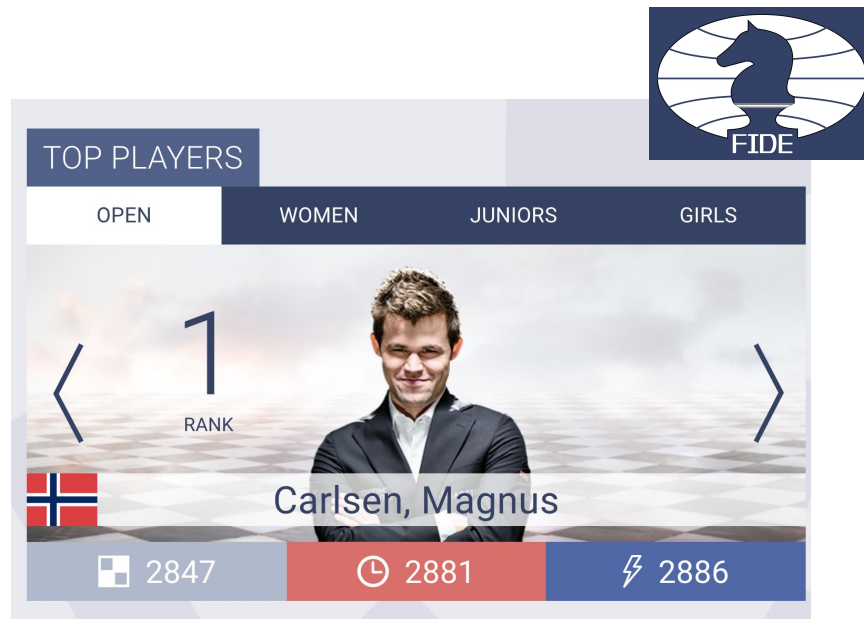 FIDE
TOP PLAYERS
OPEN WOMEN JUNIORS GIRLS
1
RANK
Carlsen, Magnus
2847 2881 2886